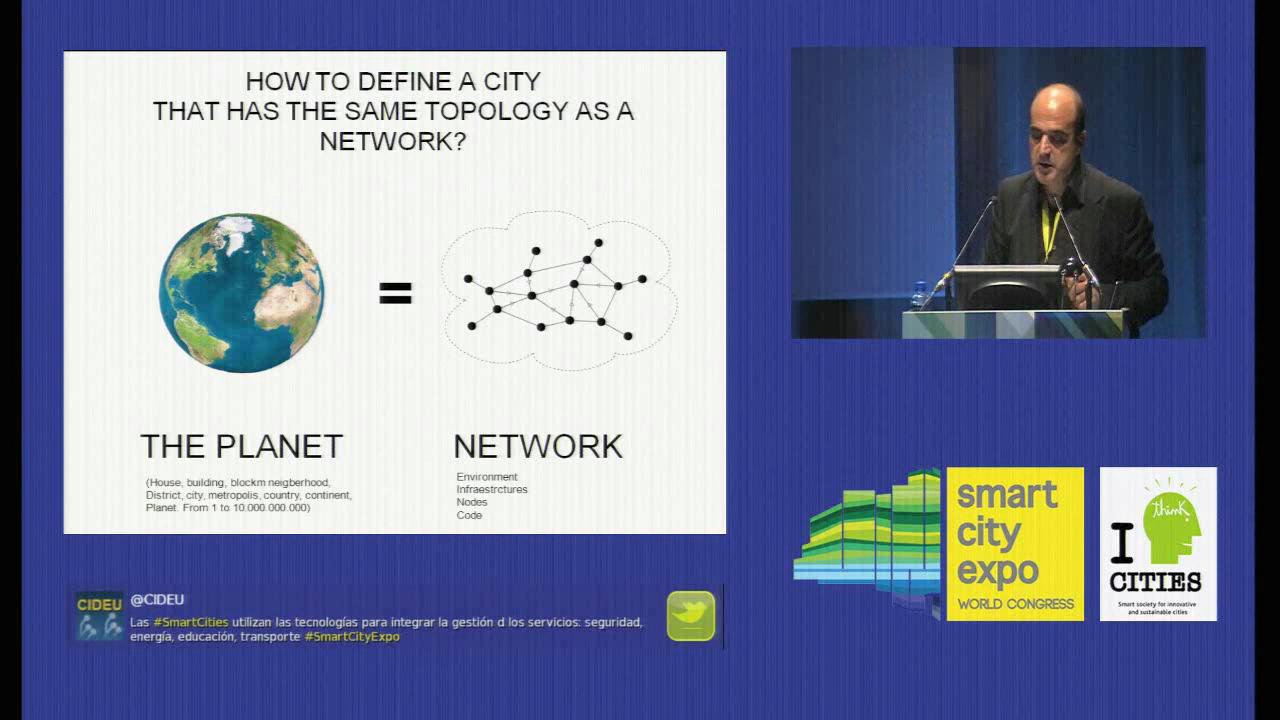 HOW TO DEFINE A CITY
THAT HAS THE SAME TOPOLOGY AS A
NETWORK?
=
THE PLANET
(House, building, blockm neigberhood,
District, city, metropolis, country, continent,
Planet. From 1 to 10.000.000.000)
NETWORK
Environment
Infraestrctures
Nodes
Code
smart
city
expo
WORLD CONGRESS
think
I
CITIES
Smart society for innovative
and sustainable cities
CIDEU
@CIDEU
Las #SmartCities utilizan las tecnologías para integrar la gestión d los servicios: seguridad,
energía, educación, transporte #SmartCityExpo